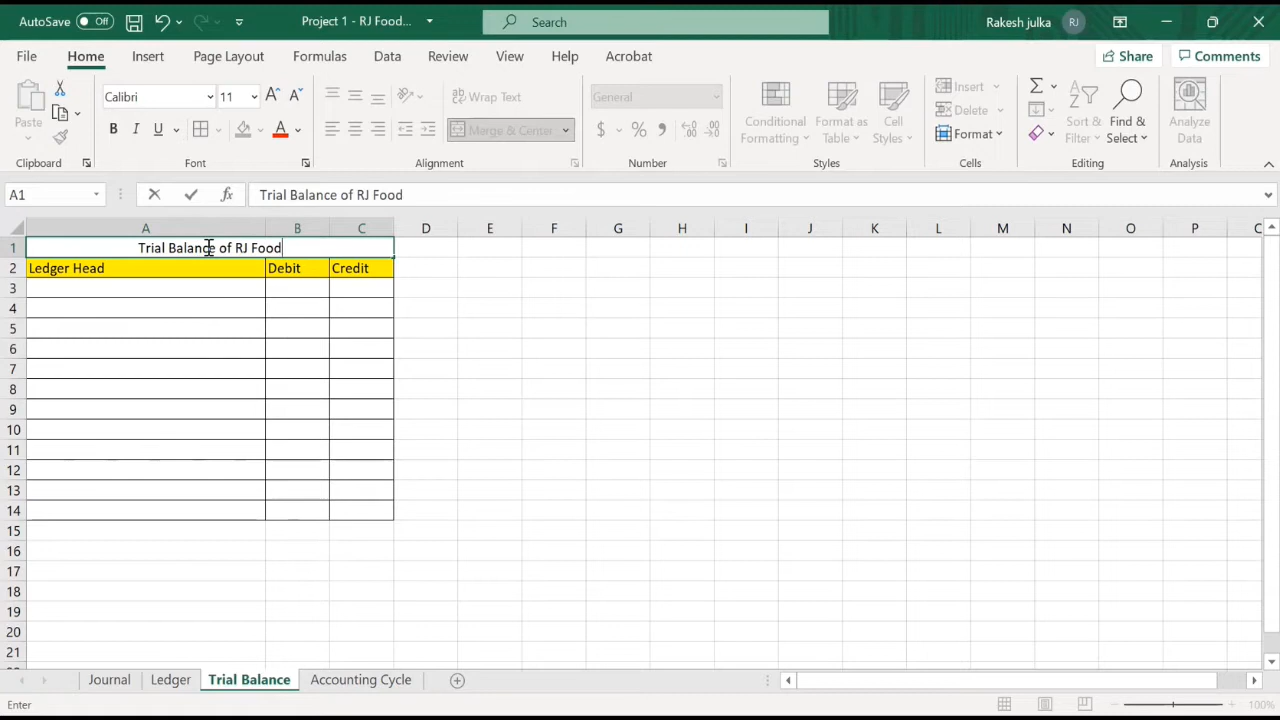 AutoSave Off Project 1 - RJ Food... Search Rakesh julka RJ
File Home Insert Page Layout Formulas Data Review View Help Acrobat Share Comments
Paste
Calibri 11
B I U A
Wrap Text
Merge & Center
General
$ % 9
Conditional Formatting
Format as Table
Cell Styles
Insert
Delete
Format
Sort & Filter
Find & Select
Analyze Data
Clipboard Font Alignment Number Styles Cells Editing Analysis
A1 fx Trial Balance of RJ Food
A B C D E F G H I J K L M N O P
1 Trial Balance of RJ Food
2 Ledger Head Debit Credit
3
4
5
6
7
8
9
10
11
12
13
14
15
16
17
18
19
20
21
Journal Ledger Trial Balance Accounting Cycle
Enter 100%